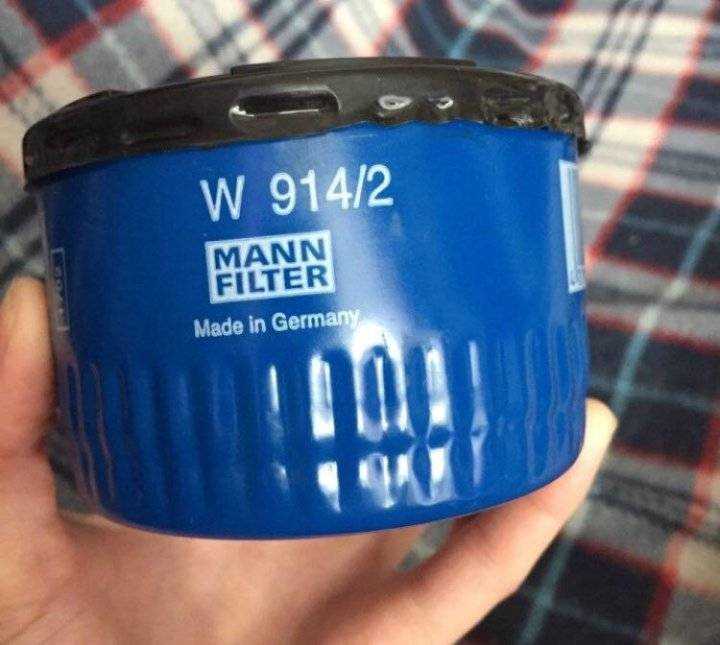 W 914/2
MANN
FILTER
Made in Germany